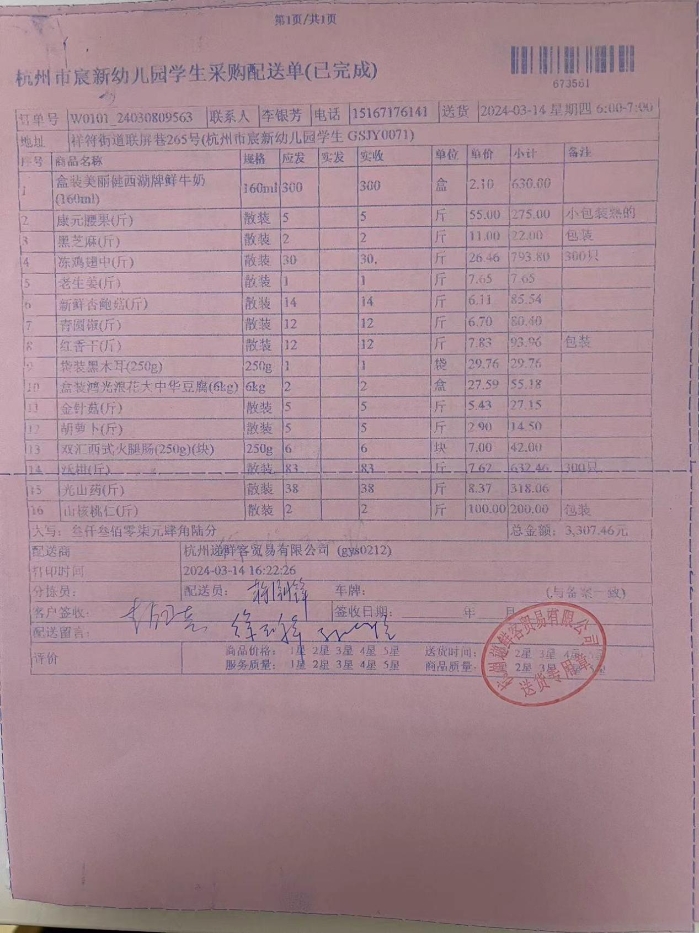 第1页/共1页
673561
杭州市宸新幼儿园学生采购配送单(已完成)
订单号 W0101_24030809563 联系人 李银芳 电话 15167176141 送货 2024-03-14 星期四 6:00-7:00
地址 祥符街道联屏巷265号(杭州市宸新幼儿园学生 GSJY0071)
序号 商品名称 规格 应发 实发 实收 单位 单价 小计 备注
1 盒装美丽健西湖牌鲜牛奶(160ml) 160ml 300 300 盒 2.10 630.00
2 康元腰果(斤) 散装 5 5 斤 55.00 275.00 小包装熟的
3 黑芝麻(斤) 散装 2 2 斤 11.00 22.00 包装
4 冻鸡翅中(斤) 散装 30 30. 斤 26.46 793.80 300只
5 老生姜(斤) 散装 1 1 斤 7.65 7.65
6 新鲜杏鲍菇(斤) 散装 14 14 斤 6.11 85.54
7 青圆椒(斤) 散装 12 12 斤 6.70 80.40
8 红香干(斤) 散装 12 12 斤 7.83 93.96 包装
9 袋装黑木耳(250g) 250g 1 1 袋 29.76 29.76
10 盒装鸿光浪花大中华豆腐(6kg) 6kg 2 2 盒 27.59 55.18
11 金针菇(斤) 散装 5 5 斤 5.43 27.15
12 胡萝卜(斤) 散装 5 5 斤 2.90 14.50
13 双汇西式火腿肠(250g)(块) 250g 6 6 块 7.00 42.00
14 (斤) 散装 83 83 斤 7.62 632.46 300只
15 光山药(斤) 散装 38 38 斤 8.37 318.06
16 山核桃仁(斤) 散装 2 2 斤 100.00 200.00 包装
大写: 叁仟叁佰零柒元肆角陆分 总金额: 3,307.46元
配送商 杭州递鲜客贸易有限公司 (gys0212)
打印时间 2024-03-14 16:22:26
分拣员: 配送员: 车牌: (与备案一致)
客户签收: 签收日期: 年 月
配送留言:
评价 商品价格: 1星 2星 3星 4星 5星 送货时间: 2星 3星 4星
服务质量: 1星 2星 3星 4星 5星 商品质量: 2星 3星
杭州递鲜客贸易有限公司
送货专用章